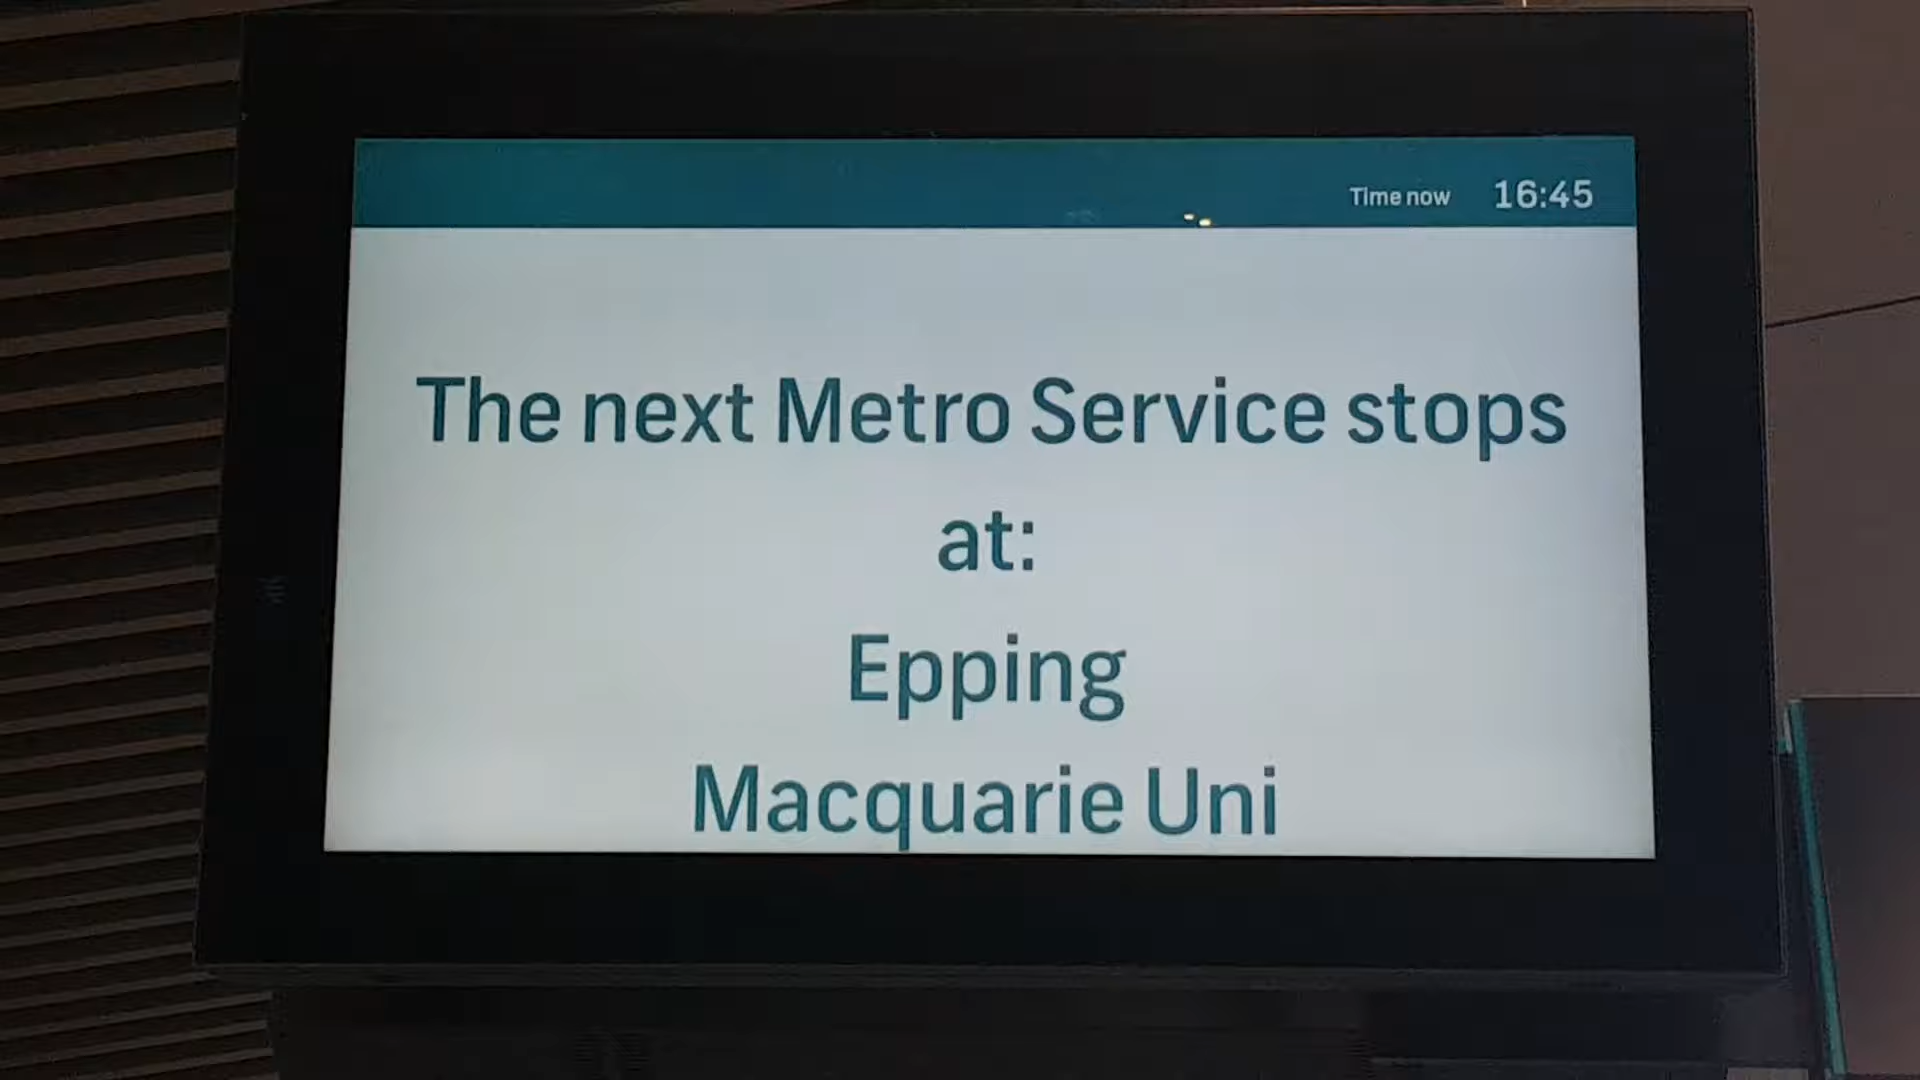 Time now 16:45
The next Metro Service stops
at:
Epping
Macquarie Uni